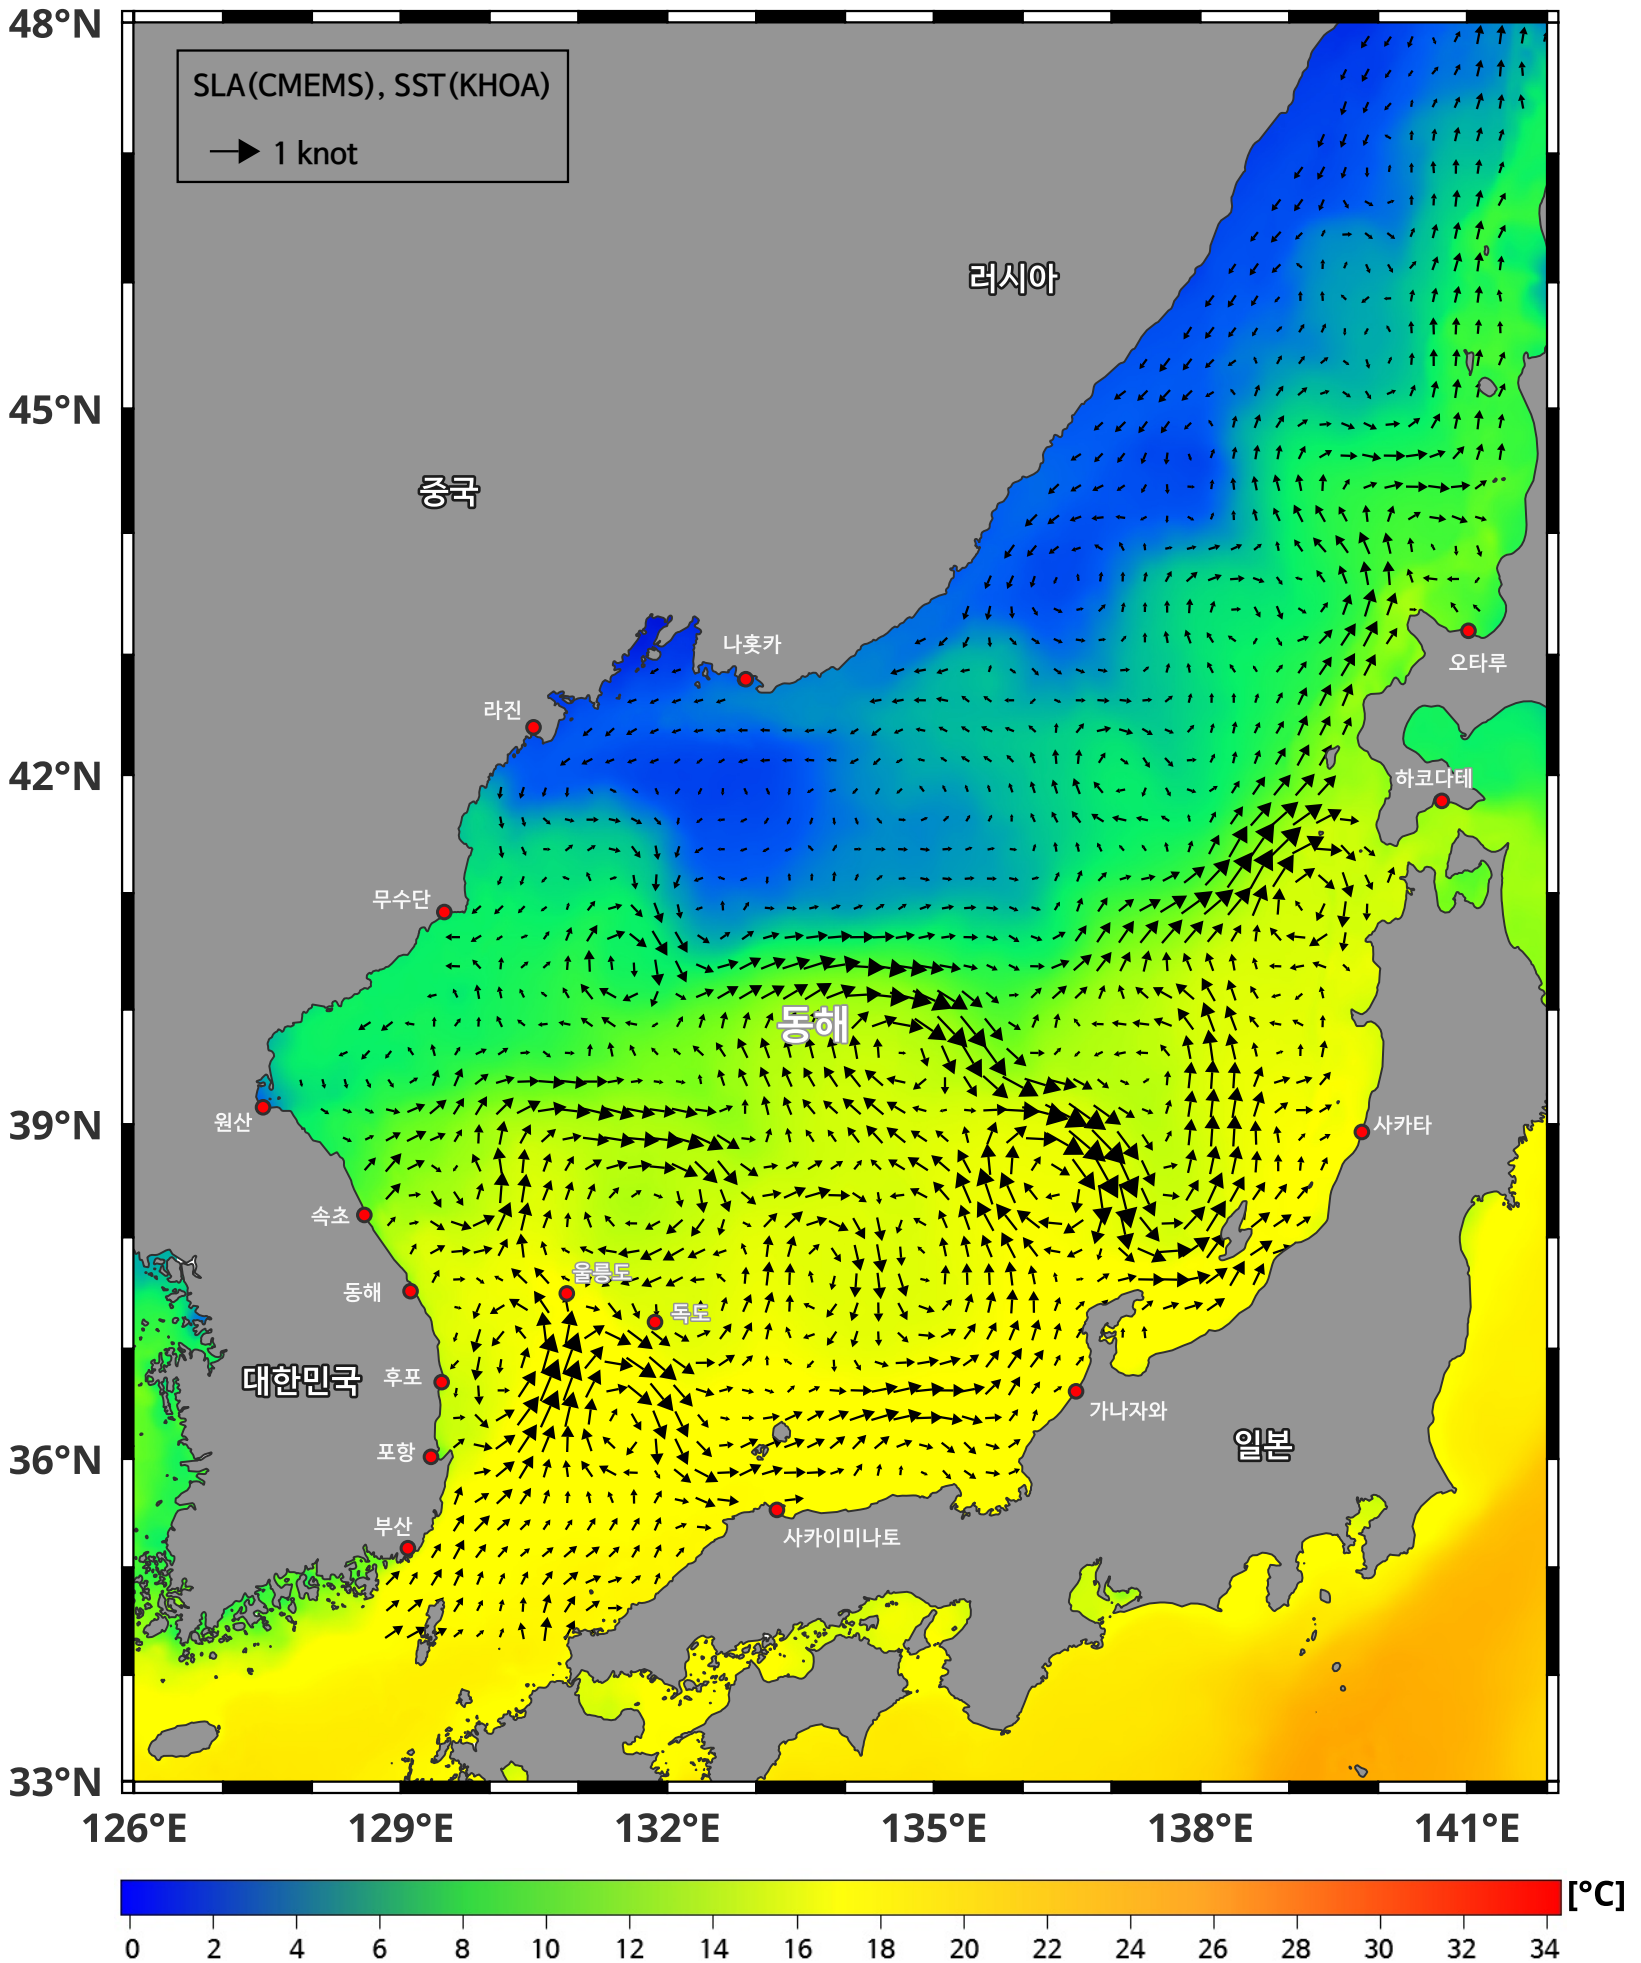 48°N
SLA(CMEMS), SST(KHOA)
1 knot
러시아
45°N
중국
나홋카
오타루
라진
42°N
하코다테
무수단
동해
39°N
원산
사카타
속초
울릉도
동해
독도
대한민국
후포
가나자와
일본
36°N
포항
부산
사카이미나토
33°N
126°E 129°E 132°E 135°E 138°E 141°E
[°C]
0 2 4 6 8 10 12 14 16 18 20 22 24 26 28 30 32 34